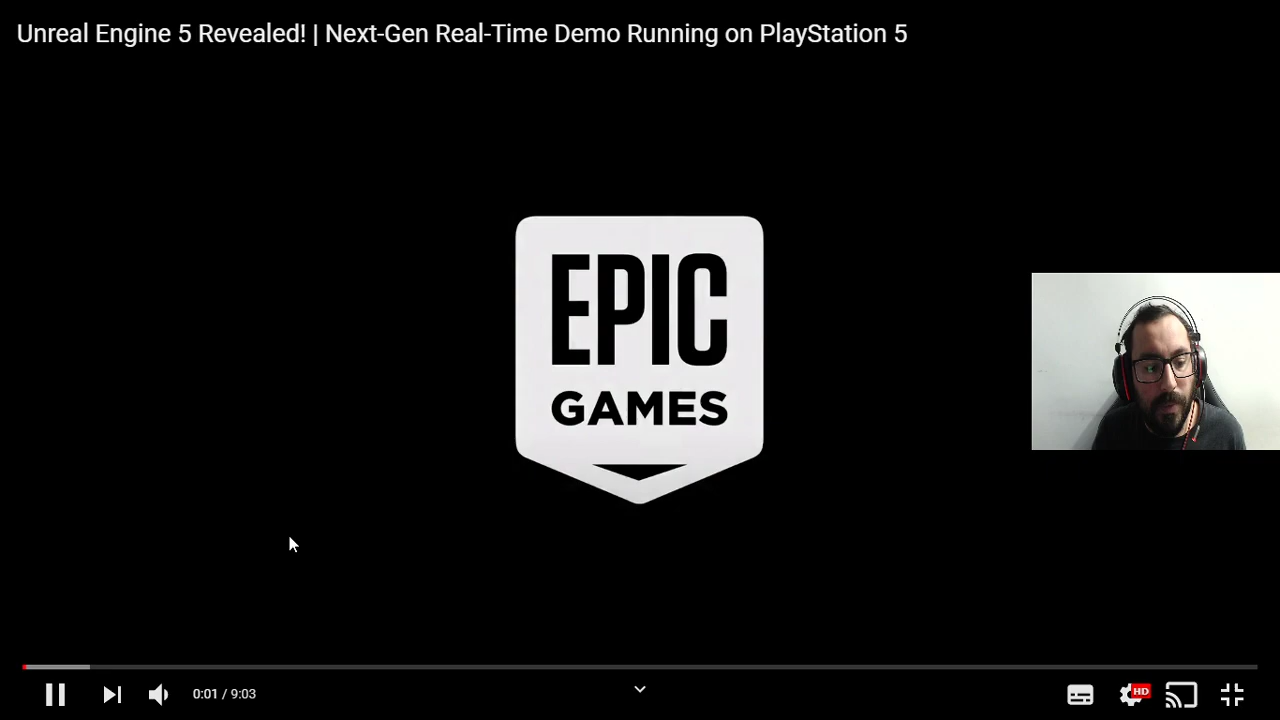 Unreal Engine 5 Revealed! | Next-Gen Real-Time Demo Running on PlayStation 5
EPIC
GAMES
0:01 / 9:03
HD